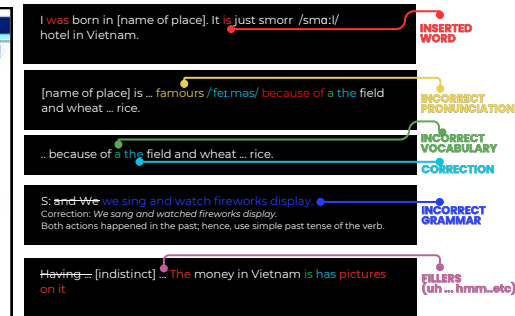 I was born in [name of place]. It is just smorr /smɑːl/
hotel in Vietnam.
INSERTED
WORD
[name of place] is ... famours /ˈfeɪ.məs/ because of a the field
and wheat ... rice.
INCORRECT
PRONUNCIATION
.. because of a the field and wheat ... rice.
INCORRECT
VOCABULARY
CORRECTION
S: and We we sing and watch fireworks display.
Correction: We sang and watched fireworks display.
Both actions happened in the past; hence, use simple past tense of the verb.
INCORRECT
GRAMMAR
Having ... [indistinct] ... The money in Vietnam is has pictures
on it
FILLERS
(uh ... hmm..etc)